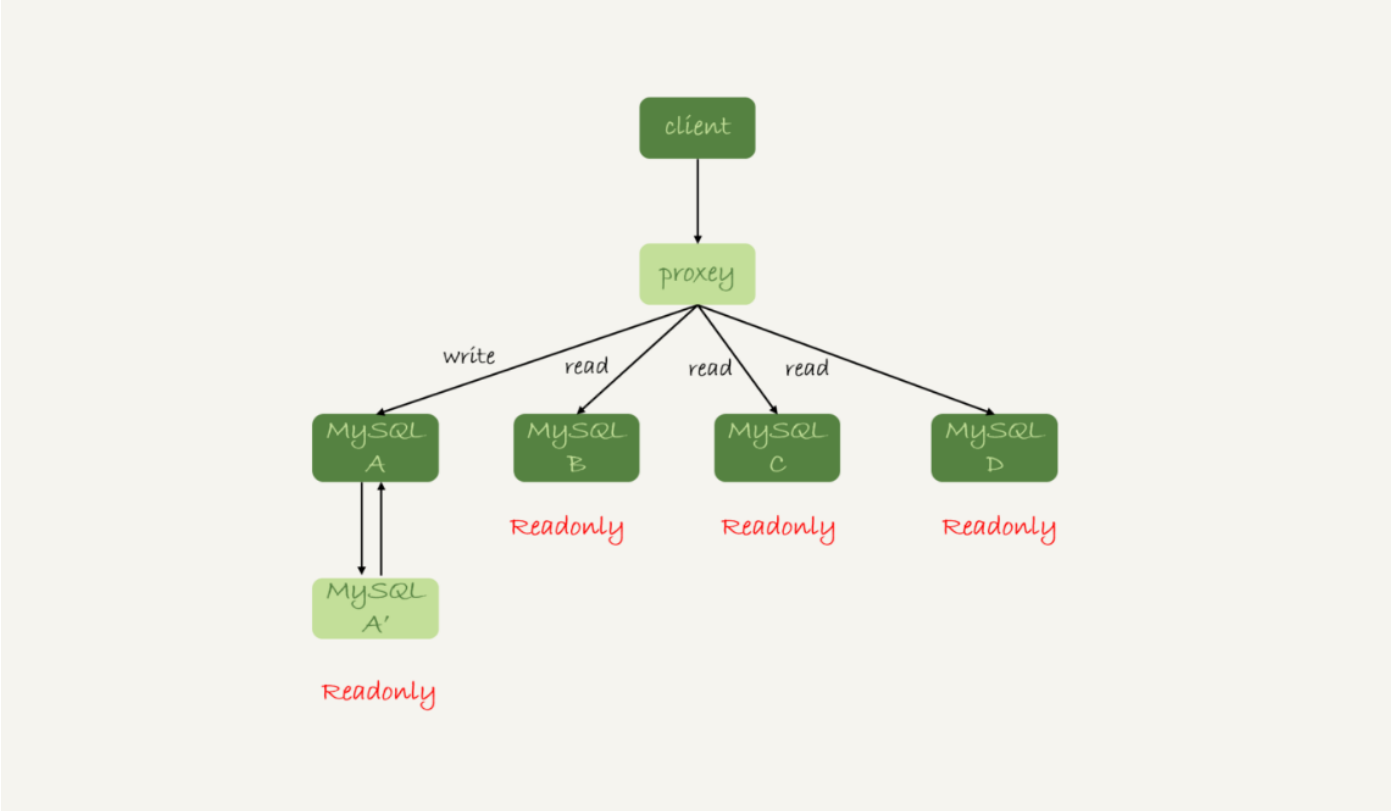 client
proxey
write
read
read
read
MySQL
A
MySQL
B
MySQL
C
MySQL
D
Readonly
Readonly
Readonly
MySQL
A'
Readonly